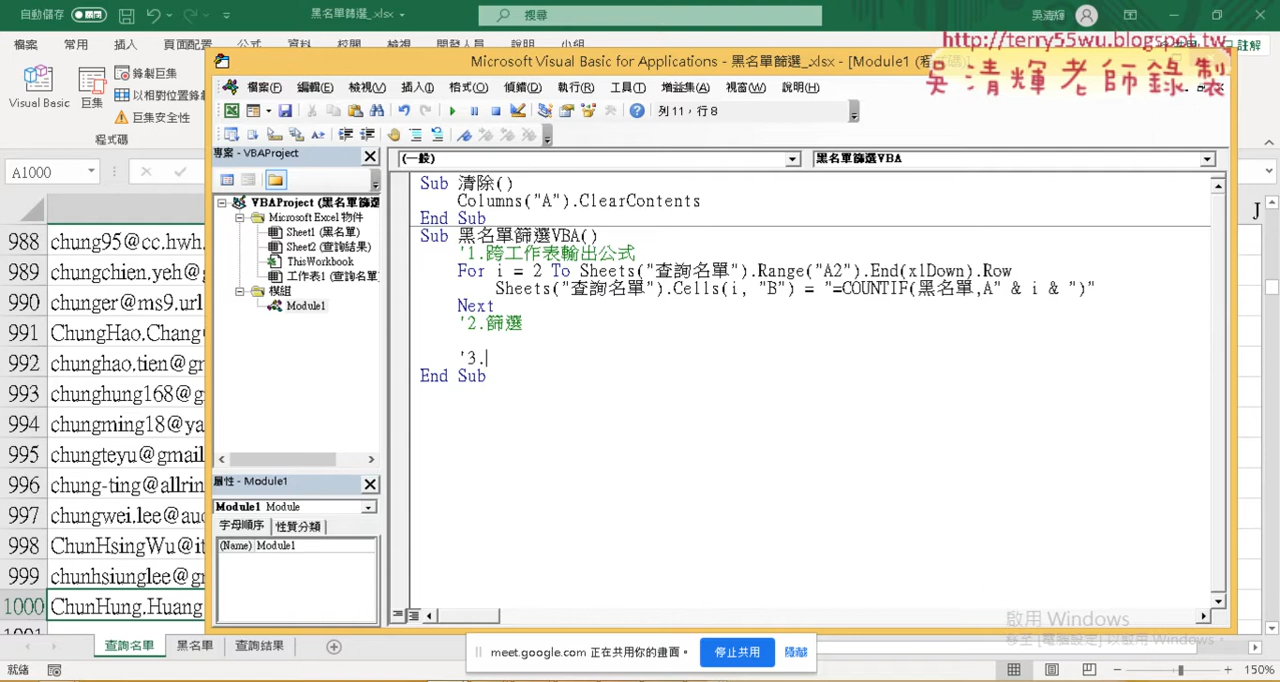 自動儲存
黑名單篩選_.xlsx
搜尋
吳清輝
檔案 常用 插入 頁面配置 公式 資料 校閱 檢視 開發人員 說明 小組
註解
http://terry55wu.blogspot.tw
吳清輝老師錄製
Visual Basic
巨集
錄製巨集
以相對位置錄
巨集安全性
程式碼
A1000
Microsoft Visual Basic for Applications - 黑名單篩選_.xlsx - [Module1
檔案(F) 編輯(E) 檢視(V) 插入(I) 格式(O) 偵錯(D) 執行(R) 工具(T) 增益集(A) 視窗(W) 說明(H)
列11，行8
專案 - VBAProject
VBAProject (黑名單篩選
Microsoft Excel 物件
Sheet1 (黑名單)
Sheet2 (查詢結果)
ThisWorkbook
工作表1 (查詢名單)
模組
Module1
屬性 - Module1
Module1 Module
字母順序 性質分類
(Name) Module1
(一般)
黑名單篩選VBA
Sub 清除()
Columns("A").ClearContents
End Sub
Sub 黑名單篩選VBA()
'1.跨工作表輸出公式
For i = 2 To Sheets("查詢名單").Range("A2").End(xlDown).Row
Sheets("查詢名單").Cells(i, "B") = "=COUNTIF(黑名單,A" & i & ")"
Next
'2.篩選
'3.
End Sub
J
988 chung95@cc.hwh.
989 chungchien.yeh@g
990 chunger@ms9.url
991 ChungHao.Chang
992 chunghao.tien@gr
993 chunghung168@g
994 chungming18@ya
995 chungteyu@gmail
996 chung-ting@allrin
997 chungwei.lee@auc
998 ChunHsingWu@it
999 chunhsiunglee@gr
1000 ChunHung.Huang
查詢名單 黑名單 查詢結果
meet.google.com 正在共用你的畫面。
停止共用
隱藏
啟用 Windows
移至 [電腦設定] 以啟用 Windows。
就緒
150%